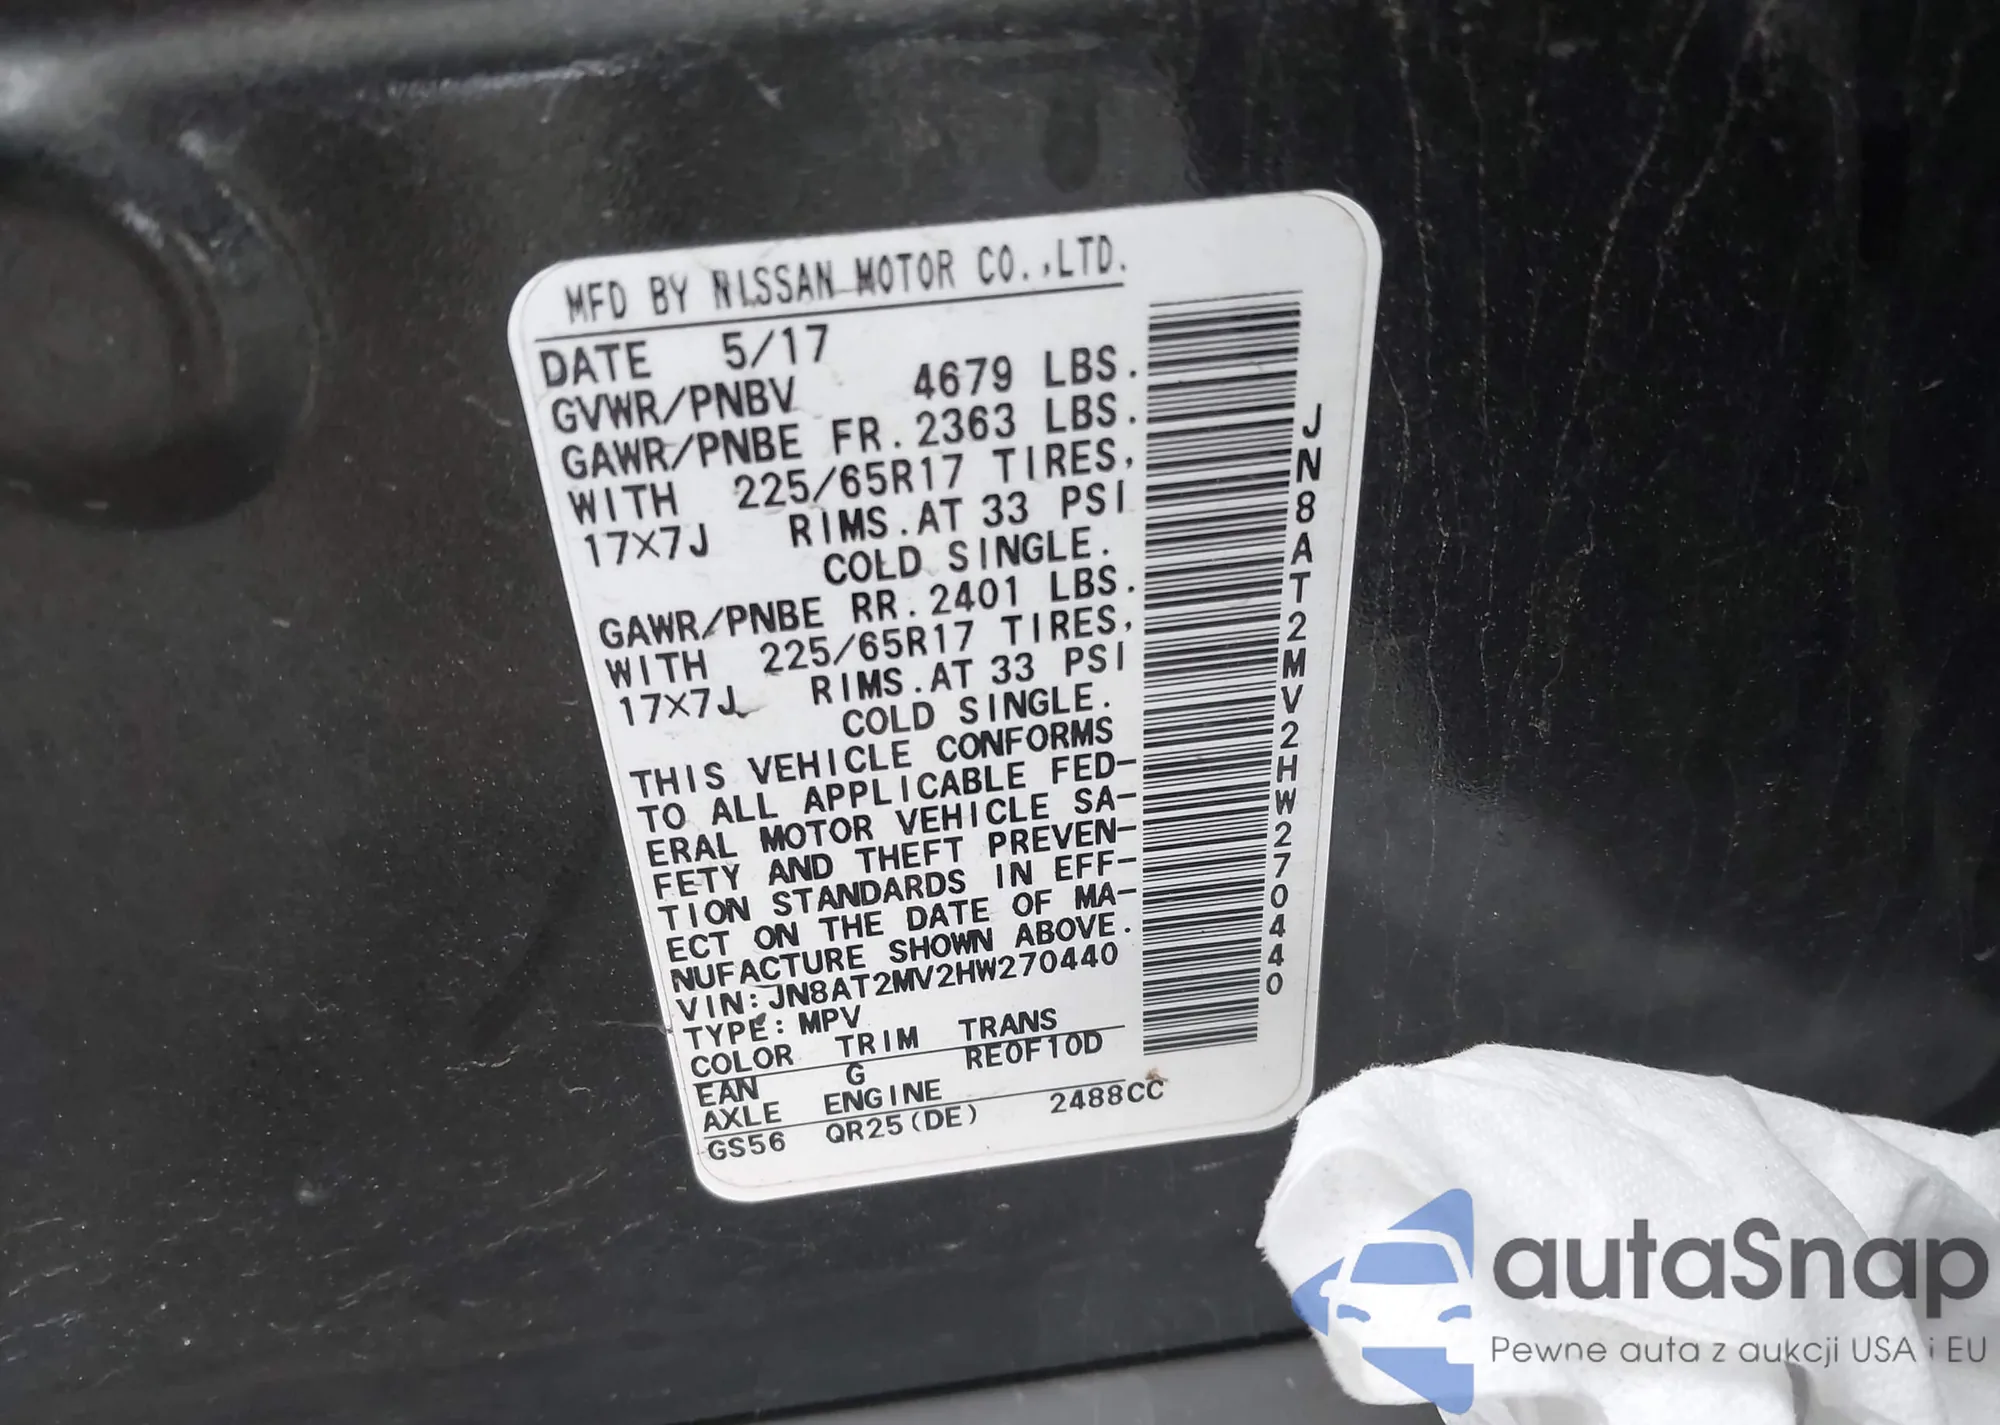 MFD BY NISSAN MOTOR CO.,LTD.
DATE 5/17
GVWR/PNBV 4679 LBS.
GAWR/PNBE FR.2363 LBS.
WITH 225/65R17 TIRES,
17X7J RIMS.AT 33 PSI
COLD SINGLE.
GAWR/PNBE RR.2401 LBS.
WITH 225/65R17 TIRES,
17X7J RIMS.AT 33 PSI
COLD SINGLE.
THIS VEHICLE CONFORMS
TO ALL APPLICABLE FED-
ERAL MOTOR VEHICLE SA-
FETY AND THEFT PREVEN-
TION STANDARDS IN EFF-
ECT ON THE DATE OF MA-
NUFACTURE SHOWN ABOVE.
VIN:JN8AT2MV2HW270440
TYPE:MPV
COLOR TRIM TRANS
EAN G RE0F10D
AXLE ENGINE
GS56 QR25(DE) 2488CC
JN8AT2MV2HW270440
autaSnap
Pewne auta z aukcji USA i EU